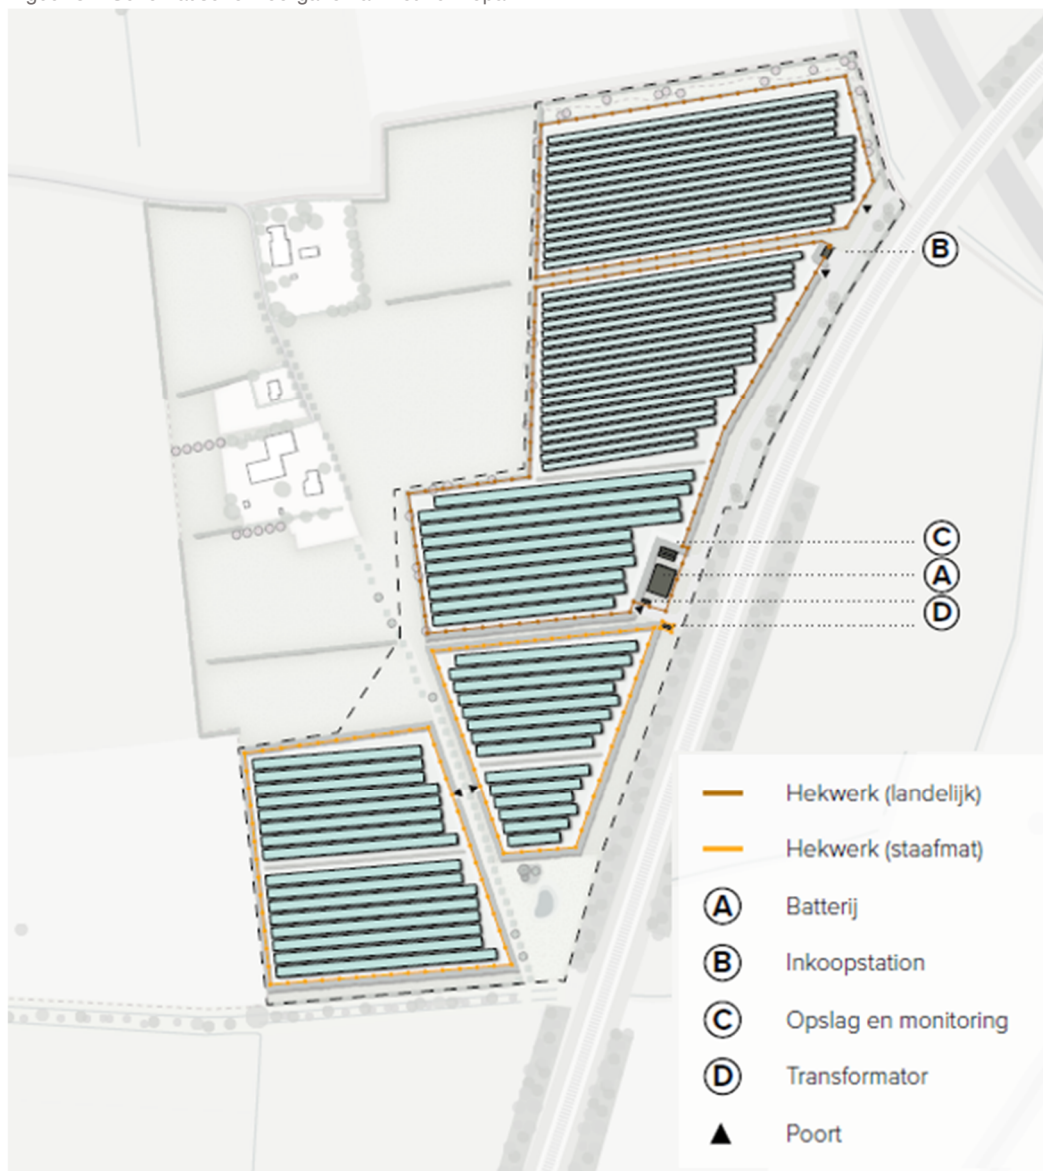 B
C
A
D
Hekwerk (landelijk)
Hekwerk (staafmat)
A Batterij
B Inkoopstation
C Opslag en monitoring
D Transformator
Poort